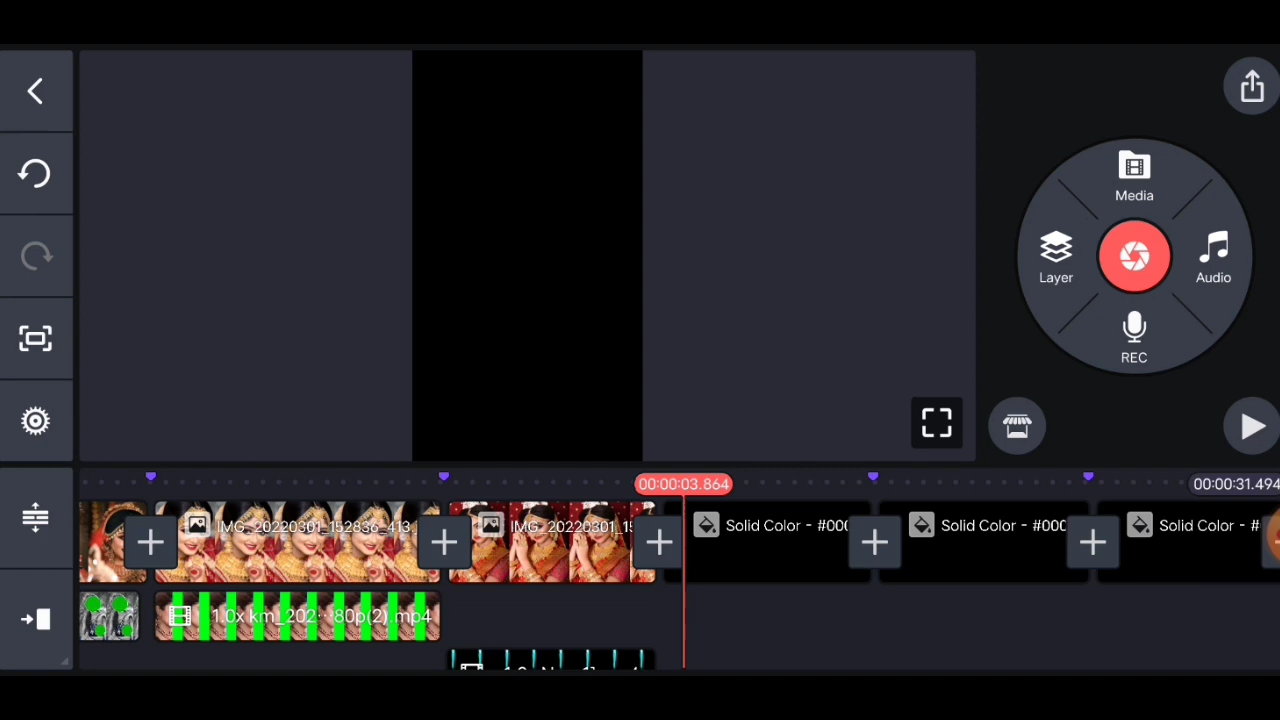 Media
Layer
Audio
REC
00:00:03.864
00:00:31.494
IMG_20220301_152836_413
IMG_20220301_15
Solid Color - #000
Solid Color - #000
Solid Color - #
1.0x km_202···80p(2).mp4